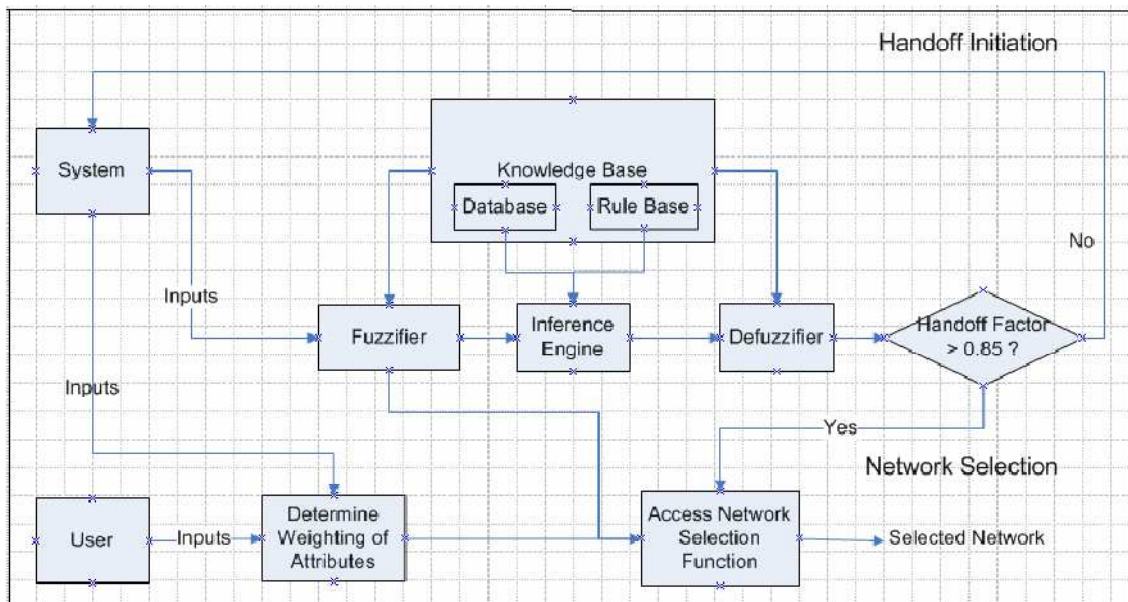 Handoff Initiation
System
Knowledge Base
Database
Rule Base
No
Inputs
Fuzzifier
Inference
Engine
Defuzzifier
Handoff Factor
> 0.85 ?
Inputs
Yes
Network Selection
User
Inputs
Determine
Weighting of
Attributes
Access Network
Selection
Function
Selected Network